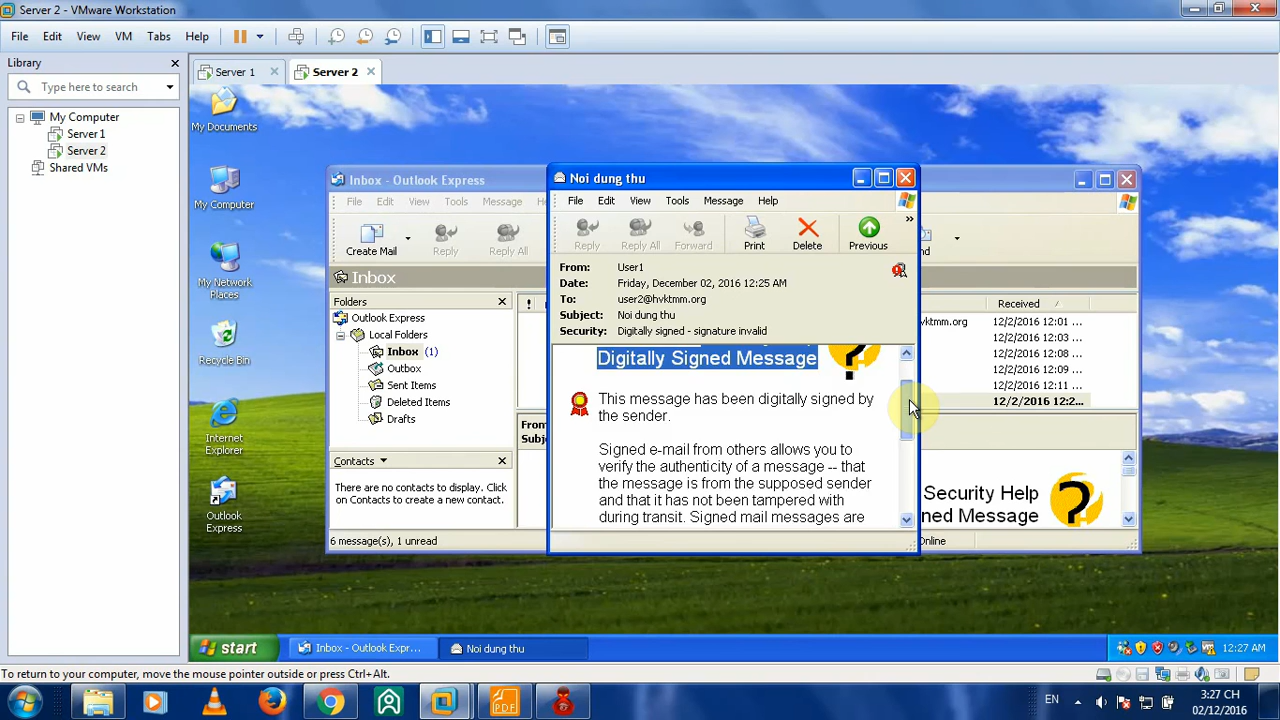 Server 2 - VMware Workstation
File Edit View VM Tabs Help
Library
Type here to search
My Computer
Server 1
Server 2
Shared VMs
Server 1
Server 2
My Documents
My Computer
My Network Places
Recycle Bin
Internet Explorer
Outlook Express
Inbox - Outlook Express
File Edit View Tools Message
Create Mail
Reply
Reply All
Inbox
Folders
Outlook Express
Local Folders
Inbox (1)
Outbox
Sent Items
Deleted Items
Drafts
Contacts
There are no contacts to display. Click
on Contacts to create a new contact.
6 message(s), 1 unread
From
Subj
Received
vktmm.org 12/2/2016 12:01 ...
12/2/2016 12:03 ...
12/2/2016 12:08 ...
12/2/2016 12:09 ...
12/2/2016 12:11 ...
12/2/2016 12:2...
Security Help
ned Message
Online
Noi dung thu
File Edit View Tools Message Help
Reply Reply All Forward Print Delete Previous
From: User1
Date: Friday, December 02, 2016 12:25 AM
To: user2@hvktmm.org
Subject: Noi dung thu
Security: Digitally signed - signature invalid
Digitally Signed Message
This message has been digitally signed by
the sender.
Signed e-mail from others allows you to
verify the authenticity of a message -- that
the message is from the supposed sender
and that it has not been tampered with
during transit. Signed mail messages are
start
Inbox - Outlook Expr...
Noi dung thu
12:27 AM
To return to your computer, move the mouse pointer outside or press Ctrl+Alt.
PDF
EN
3:27 CH
02/12/2016